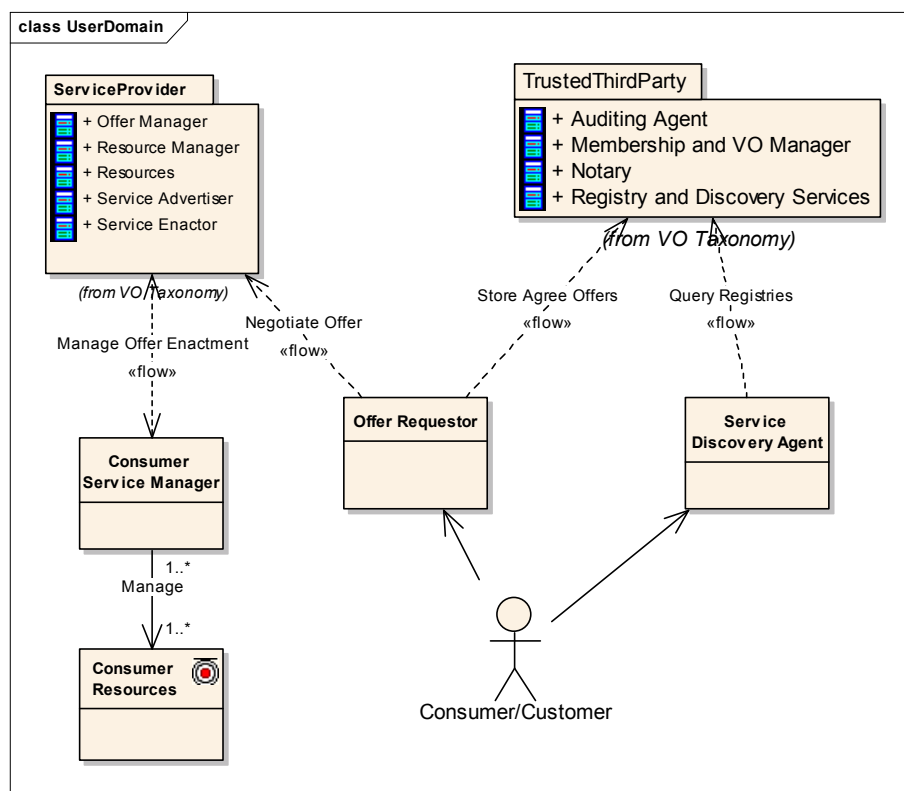 class UserDomain
ServiceProvider
+ Offer Manager
+ Resource Manager
+ Resources
+ Service Advertiser
+ Service Enactor
(from VO Taxonomy)
TrustedThirdParty
+ Auditing Agent
+ Membership and VO Manager
+ Notary
+ Registry and Discovery Services
(from VO Taxonomy)
Manage Offer Enactment
«flow»
Negotiate Offer
«flow»
Store Agree Offers
«flow»
Query Registries
«flow»
Consumer
Service Manager
Offer Requestor
Service
Discovery Agent
1..*
Manage
1..*
Consumer
Resources
Consumer/Customer